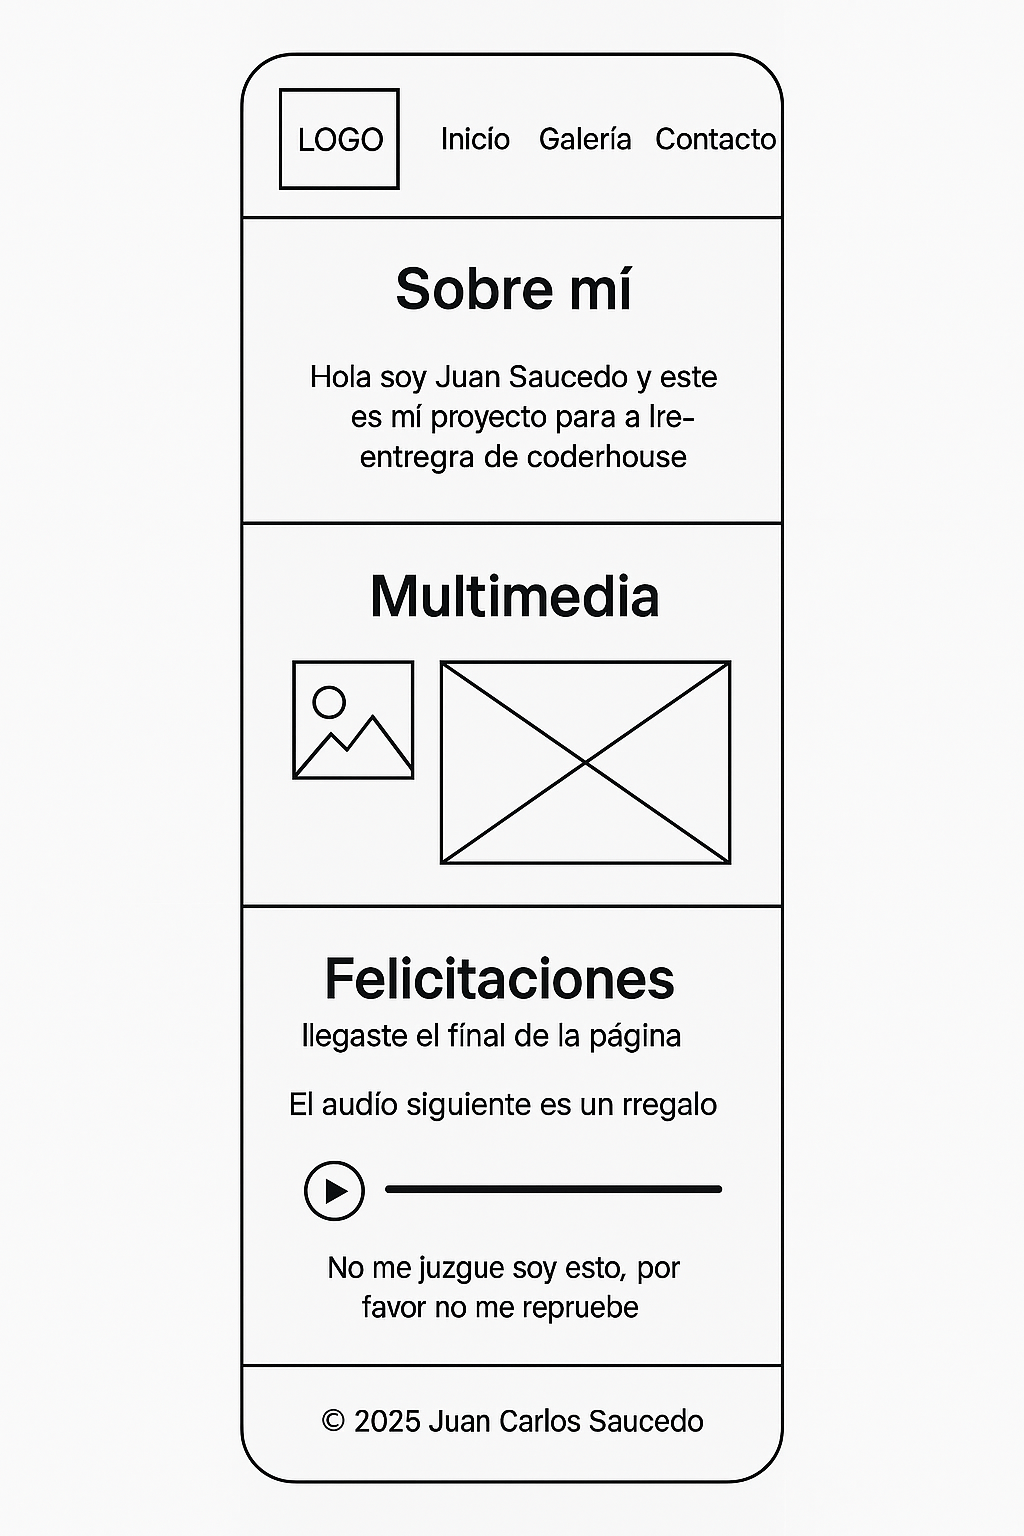 LOGO Inicío Galería Contacto
Sobre mí
Hola soy Juan Saucedo y este
es mí proyecto para a lre-
entregra de coderhouse
Multimedia
Felicitaciones
llegaste el fínal de la página
El audío siguiente es un rregalo
No me juzgue soy esto, por
favor no me repruebe
© 2025 Juan Carlos Saucedo